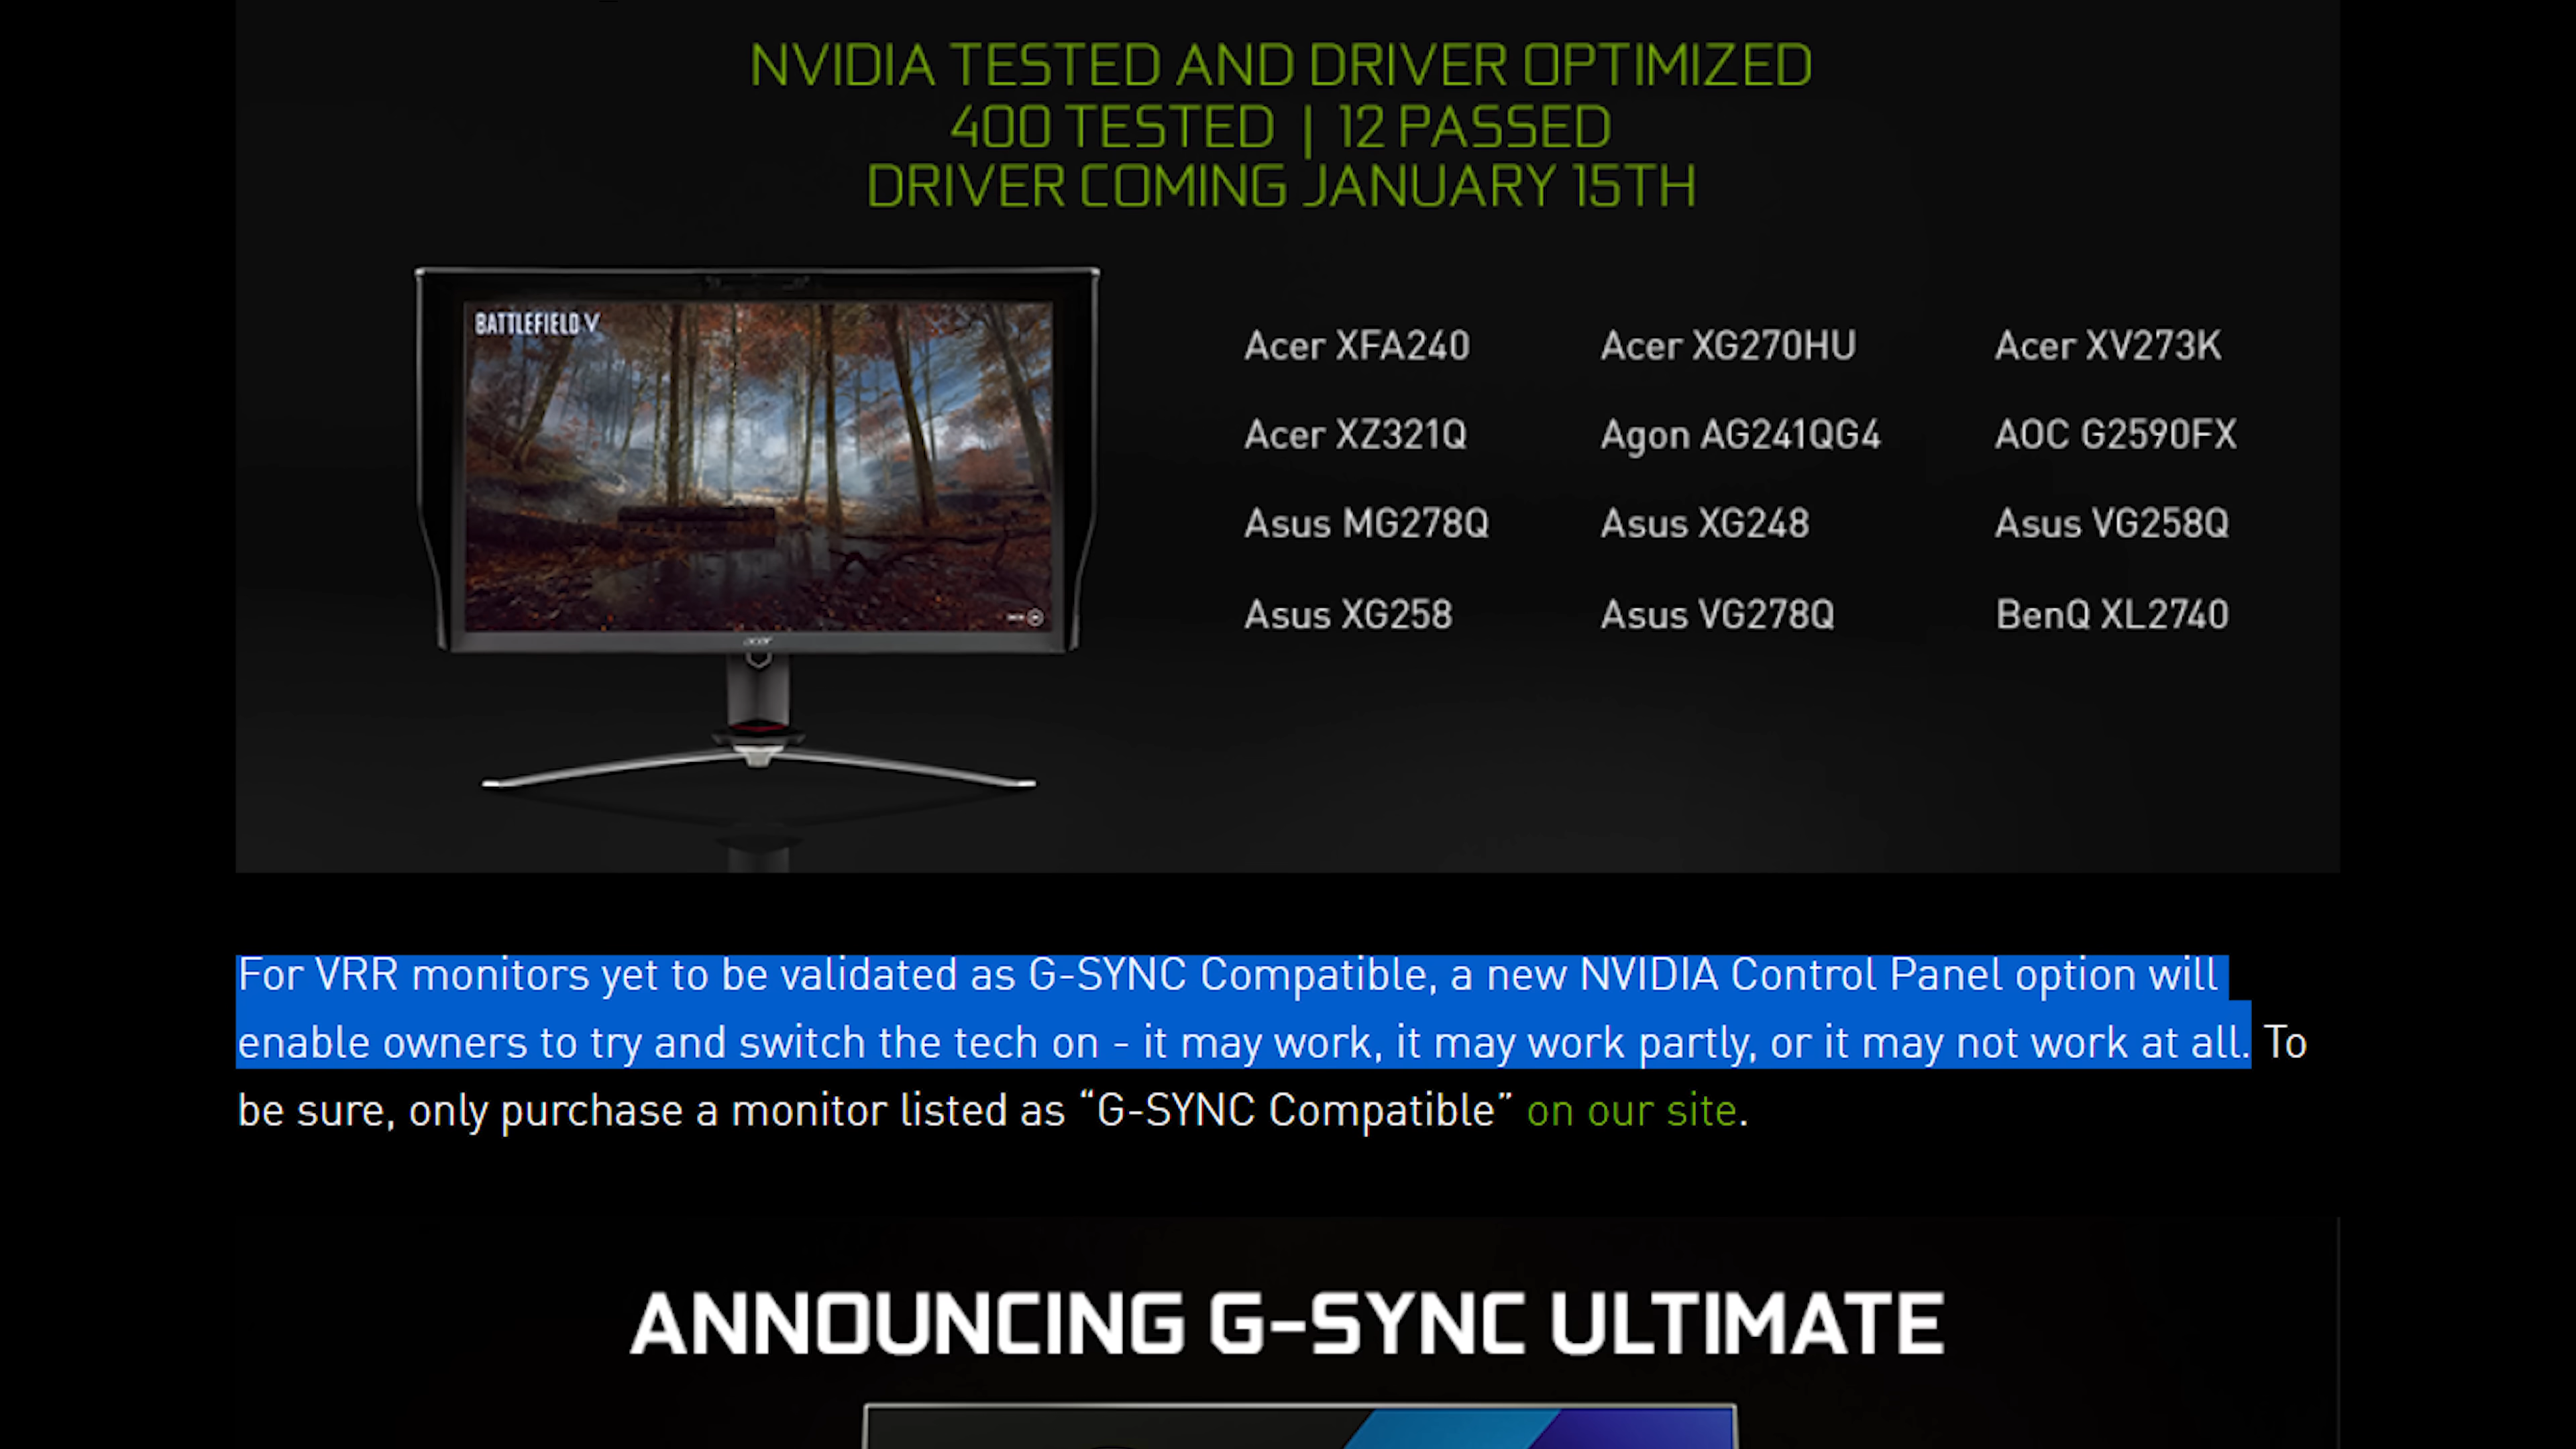 NVIDIA TESTED AND DRIVER OPTIMIZED
400 TESTED | 12 PASSED
DRIVER COMING JANUARY 15TH
BATTLEFIELD V
Acer XFA240 Acer XG270HU Acer XV273K
Acer XZ321Q Agon AG241QG4 AOC G2590FX
Asus MG278Q Asus XG248 Asus VG258Q
Asus XG258 Asus VG278Q BenQ XL2740
acer
For VRR monitors yet to be validated as G-SYNC Compatible, a new NVIDIA Control Panel option will
enable owners to try and switch the tech on - it may work, it may work partly, or it may not work at all. To
be sure, only purchase a monitor listed as “G-SYNC Compatible” on our site.
ANNOUNCING G-SYNC ULTIMATE